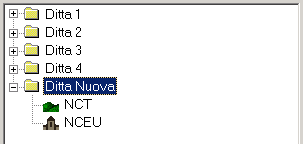 Ditta 1
Ditta 2
Ditta 3
Ditta 4
Ditta Nuova
NCT
NCEU